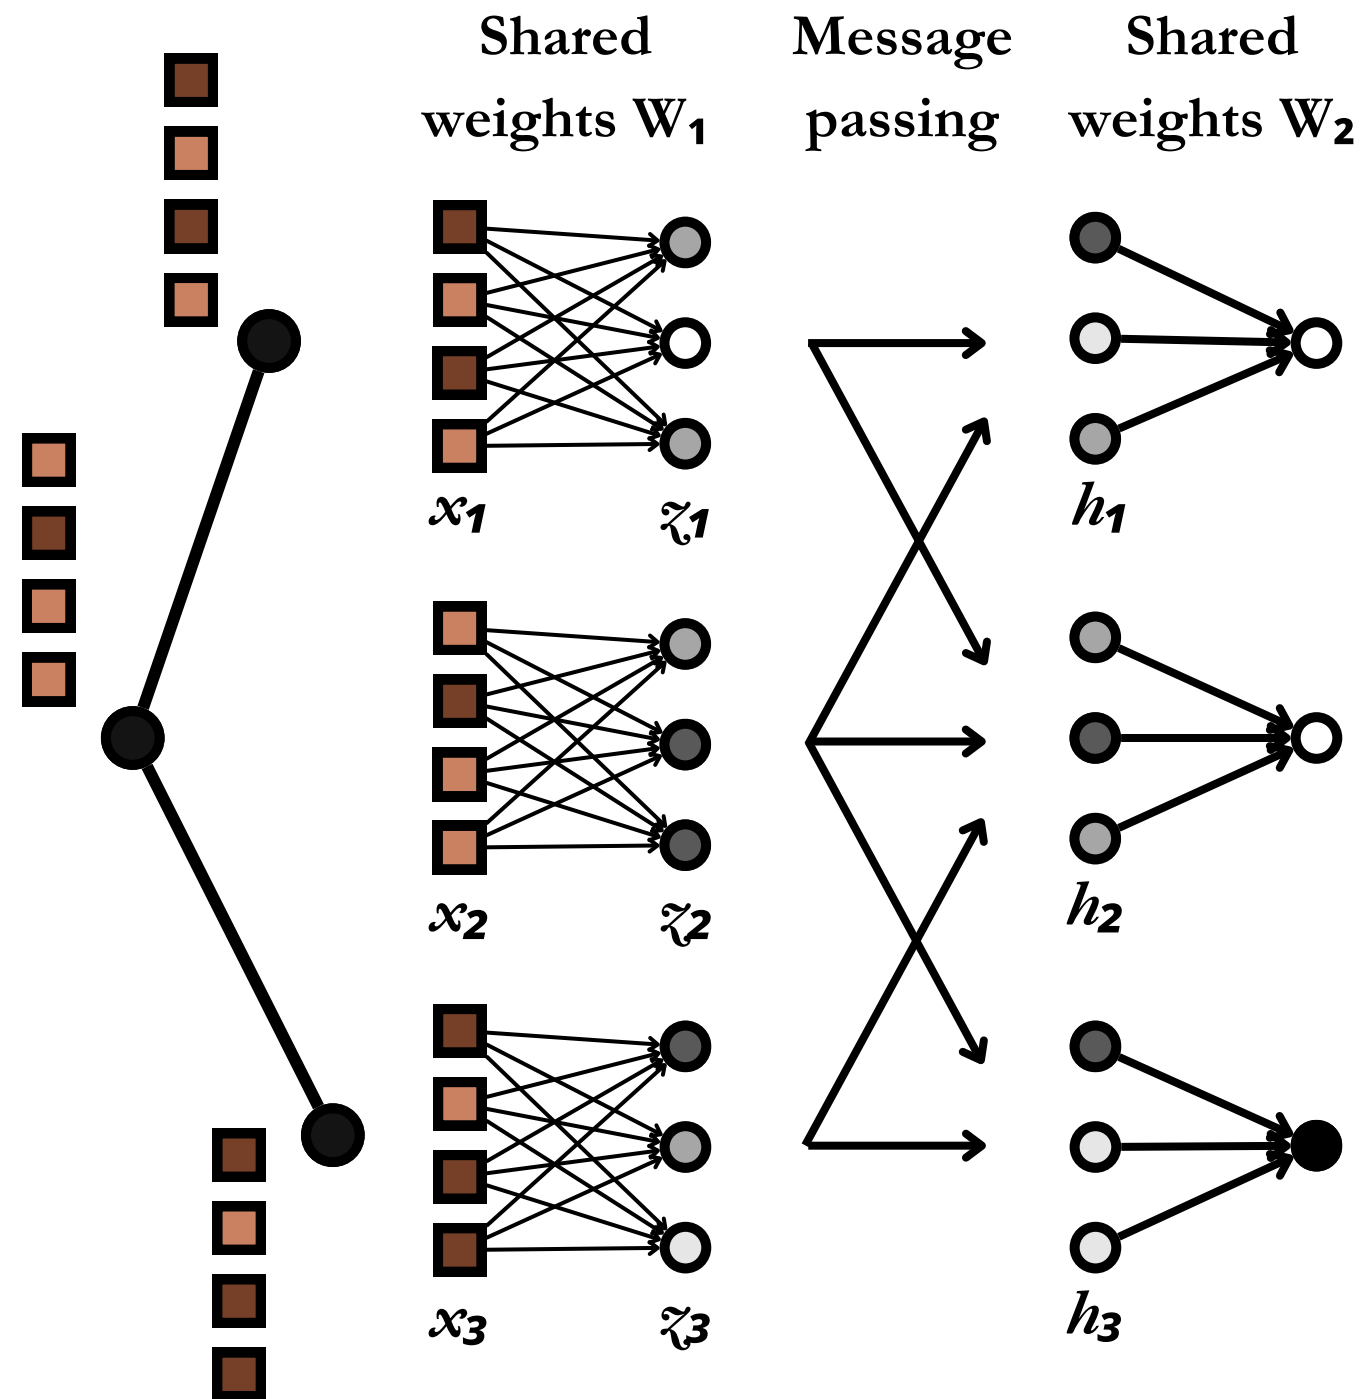 Shared
weights W₁
Message
passing
Shared
weights W₂
x₁
z₁
h₁
x₂
z₂
h₂
x₃
z₃
h₃